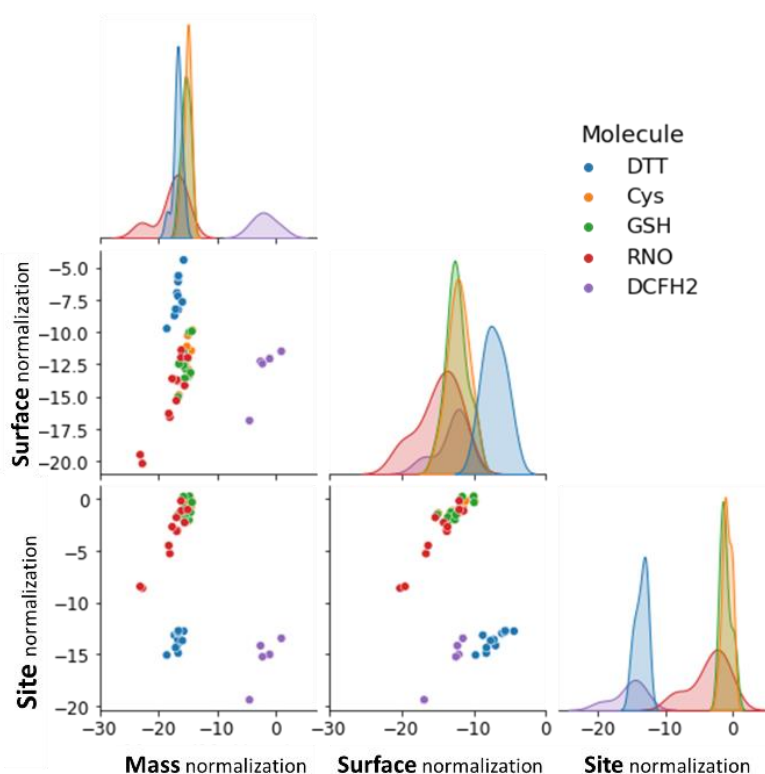 Molecule
DTT
Cys
GSH
RNO
DCFH2
Surface normalization
−5.0
−7.5
−10.0
−12.5
−15.0
−17.5
−20.0
Site normalization
0
−5
−10
−15
−20
−30 −20 −10 0
−30 −20 −10 0
−20 0
Mass normalization
Surface normalization
Site normalization